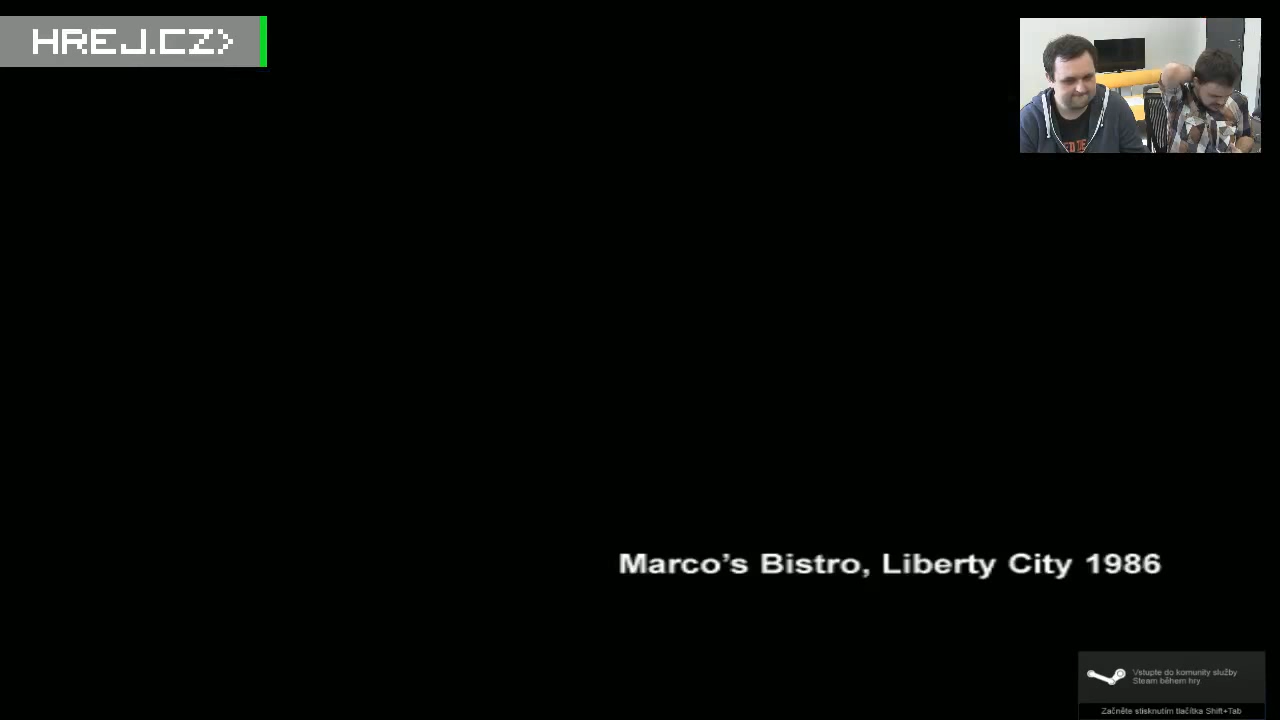 HREJ.CZ>
Marco's Bistro, Liberty City 1986
Vstupte do komunity služby
Steam během hry
Začněte stisknutím tlačítka Shift+Tab